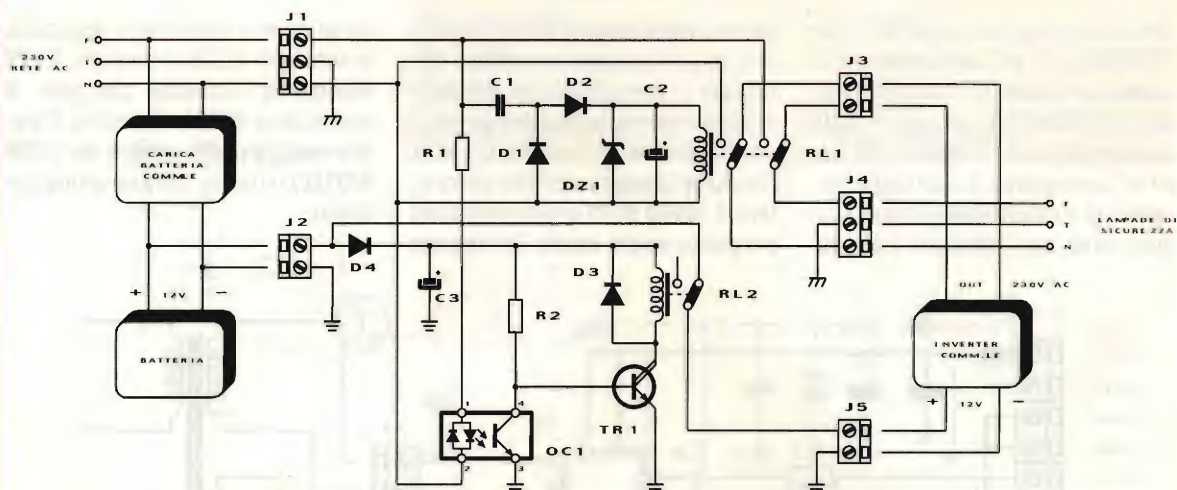 J1
F
230V
RETE AC
T
N
C1
D2
C2
J3
CARICA
BATTERIA
COMM.LE
R1
D1
DZ1
RL1
J4
F
T
N
LAMPADE DI
SICUREZZA
J2
D4
+ 12V -
C3
D3
R2
RL2
OUT 230V AC
BATTERIA
INVERTER
COMM.LE
TR1
+ 12V -
J5
1
4
OC1
2
3